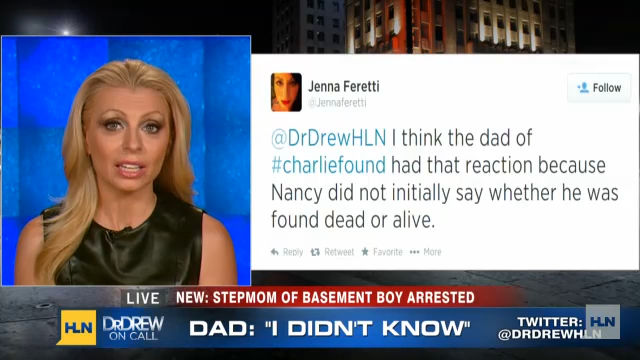 Jenna Feretti
@Jennaferetti
Follow
@DrDrewHLN I think the dad of
#charliefound had that reaction because
Nancy did not initially say whether he was
found dead or alive.
Reply Retweet Favorite More
LIVE NEW: STEPMOM OF BASEMENT BOY ARRESTED
HLN DR DREW ON CALL DAD: "I DIDN'T KNOW"
TWITTER:
@DRDREWHLN
HLN